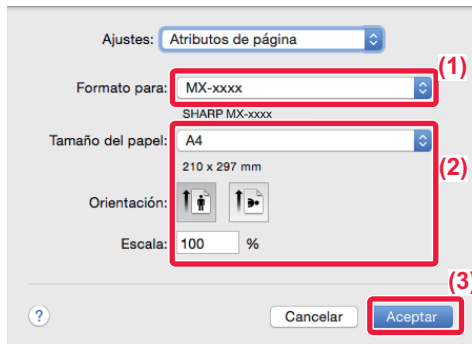 Ajustes: Atributos de página
(1)
Formato para: MX-xxxx
SHARP MX-xxxx
Tamaño del papel: A4
210 x 297 mm
(2)
Orientación:
Escala: 100 %
(3)
? Cancelar Aceptar